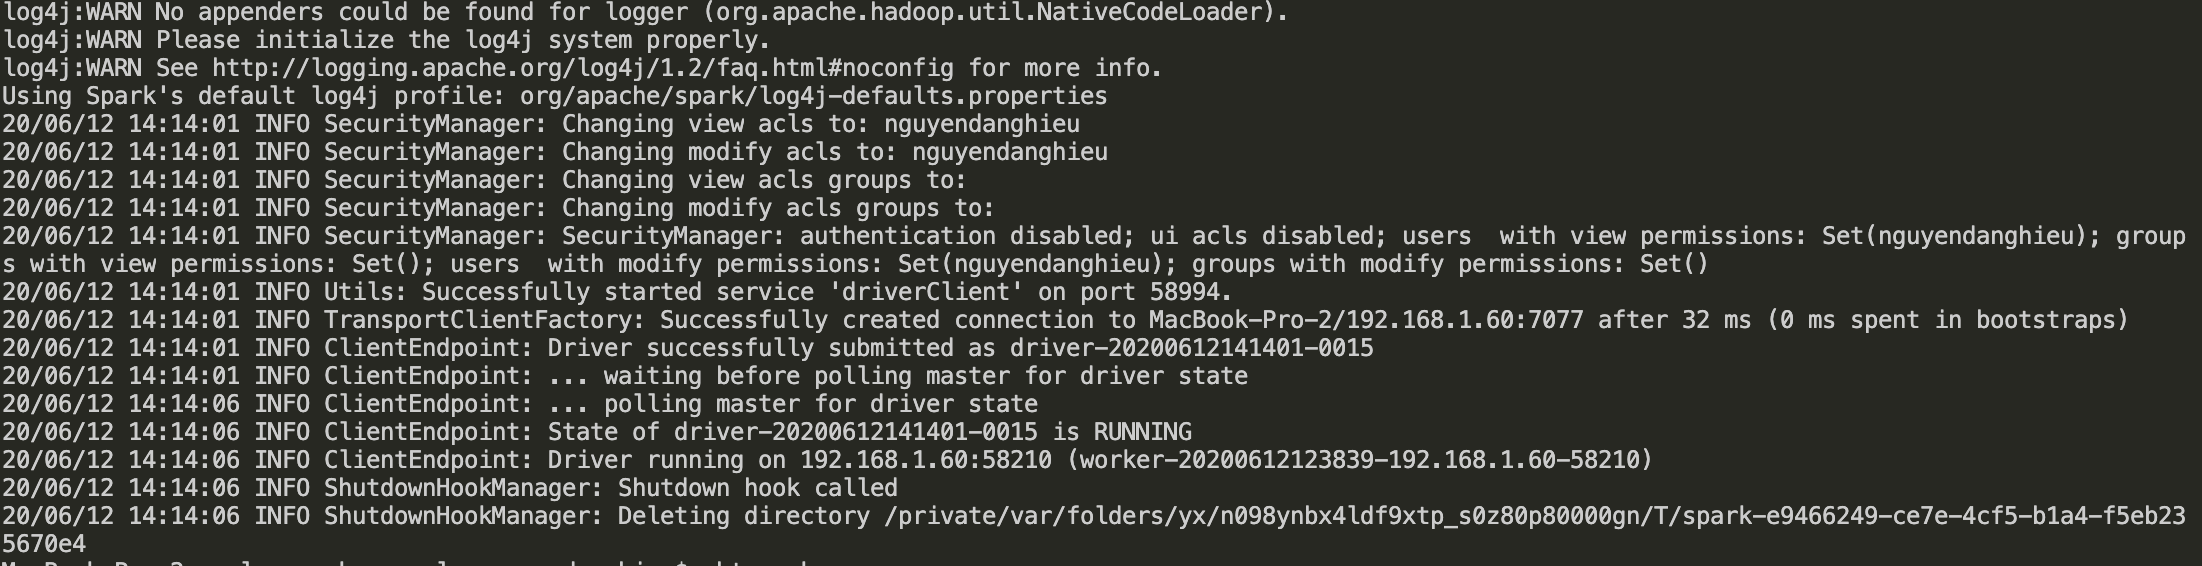 log4j:WARN No appenders could be found for logger (org.apache.hadoop.util.NativeCodeLoader).
log4j:WARN Please initialize the log4j system properly.
log4j:WARN See http://logging.apache.org/log4j/1.2/faq.html#noconfig for more info.
Using Spark's default log4j profile: org/apache/spark/log4j-defaults.properties
20/06/12 14:14:01 INFO SecurityManager: Changing view acls to: nguyendanghieu
20/06/12 14:14:01 INFO SecurityManager: Changing modify acls to: nguyendanghieu
20/06/12 14:14:01 INFO SecurityManager: Changing view acls groups to:
20/06/12 14:14:01 INFO SecurityManager: Changing modify acls groups to:
20/06/12 14:14:01 INFO SecurityManager: SecurityManager: authentication disabled; ui acls disabled; users  with view permissions: Set(nguyendanghieu); group
s with view permissions: Set(); users  with modify permissions: Set(nguyendanghieu); groups with modify permissions: Set()
20/06/12 14:14:01 INFO Utils: Successfully started service 'driverClient' on port 58994.
20/06/12 14:14:01 INFO TransportClientFactory: Successfully created connection to MacBook-Pro-2/192.168.1.60:7077 after 32 ms (0 ms spent in bootstraps)
20/06/12 14:14:01 INFO ClientEndpoint: Driver successfully submitted as driver-20200612141401-0015
20/06/12 14:14:01 INFO ClientEndpoint: ... waiting before polling master for driver state
20/06/12 14:14:06 INFO ClientEndpoint: ... polling master for driver state
20/06/12 14:14:06 INFO ClientEndpoint: State of driver-20200612141401-0015 is RUNNING
20/06/12 14:14:06 INFO ClientEndpoint: Driver running on 192.168.1.60:58210 (worker-20200612123839-192.168.1.60-58210)
20/06/12 14:14:06 INFO ShutdownHookManager: Shutdown hook called
20/06/12 14:14:06 INFO ShutdownHookManager: Deleting directory /private/var/folders/yx/n098ynbx4ldf9xtp_s0z80p80000gn/T/spark-e9466249-ce7e-4cf5-b1a4-f5eb23
5670e4